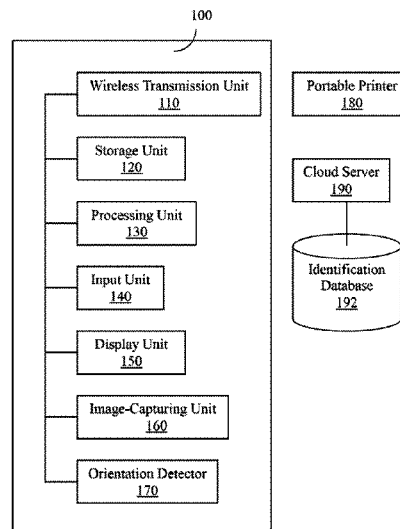 100
Wireless Transmission Unit
110
Storage Unit
120
Processing Unit
130
Input Unit
140
Display Unit
150
Image-Capturing Unit
160
Orientation Detector
170
Portable Printer
180
Cloud Server
190
Identification
Database
192